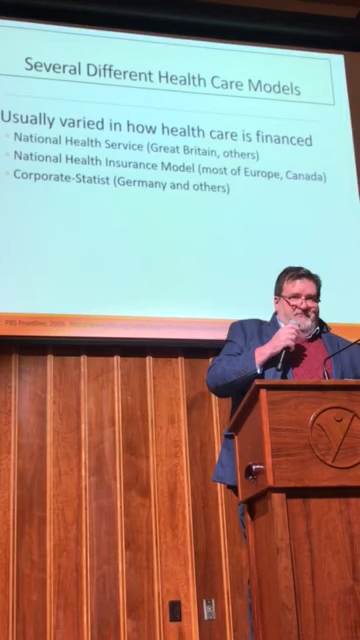 Several Different Health Care Models
Usually varied in how health care is financed
National Health Service (Great Britain, others)
National Health Insurance Model (most of Europe, Canada)
Corporate-Statist (Germany and others)
PBS Frontline, 2008